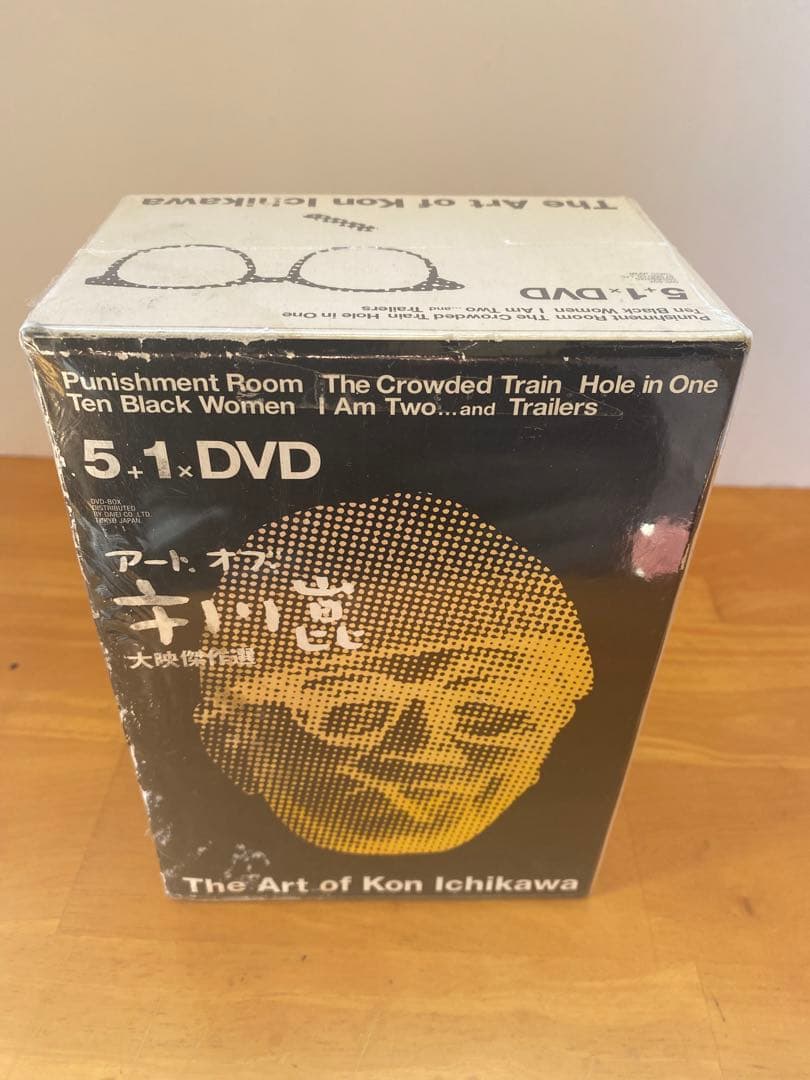 The Art of Kon Ichikawa
5+1×DVD
Punishment Room The Crowded Train Hole in One
Ten Black Women I Am Two...and Trailers
Punishment Room The Crowded Train Hole in One
Ten Black Women I Am Two...and Trailers
5+1×DVD
DVD-BOX
DISTRIBUTED
BY DAIEI CO.,LTD.
TOKYO JAPAN
アート オブ
市川崑
大映傑作選
The Art of Kon Ichikawa